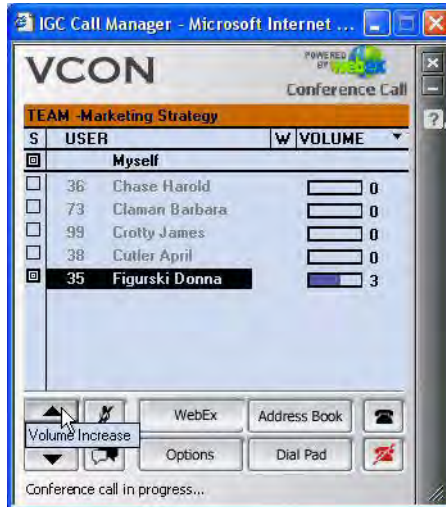 IGC Call Manager - Microsoft Internet ...
VCON
POWERED BY webex
Conference Call
TEAM -Marketing Strategy
S USER W VOLUME
Myself
36 Chase Harold 0
73 Claman Barbara 0
99 Crotty James 0
38 Cutler April 0
35 Figurski Donna 3
WebEx Address Book
Volume Increase
Options Dial Pad
Conference call in progress...
?